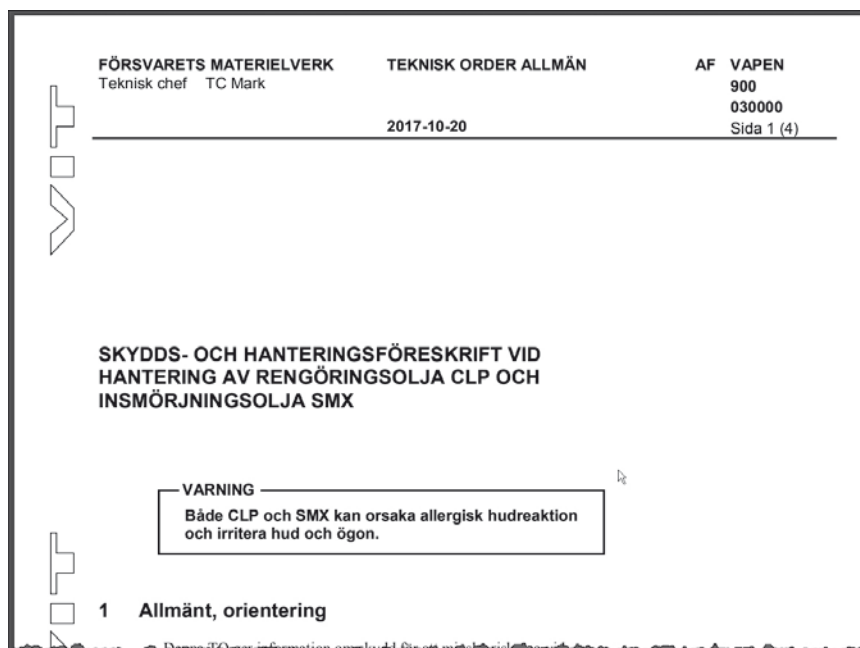 FÖRSVARETS MATERIELVERK TEKNISK ORDER ALLMÄN AF VAPEN
Teknisk chef TC Mark 900
030000
2017-10-20 Sida 1 (4)
SKYDDS- OCH HANTERINGSFÖRESKRIFT VID
HANTERING AV RENGÖRINGSOLJA CLP OCH
INSMÖRJNINGSOLJA SMX
VARNING
Både CLP och SMX kan orsaka allergisk hudreaktion
och irritera hud och ögon.
1 Allmänt, orientering